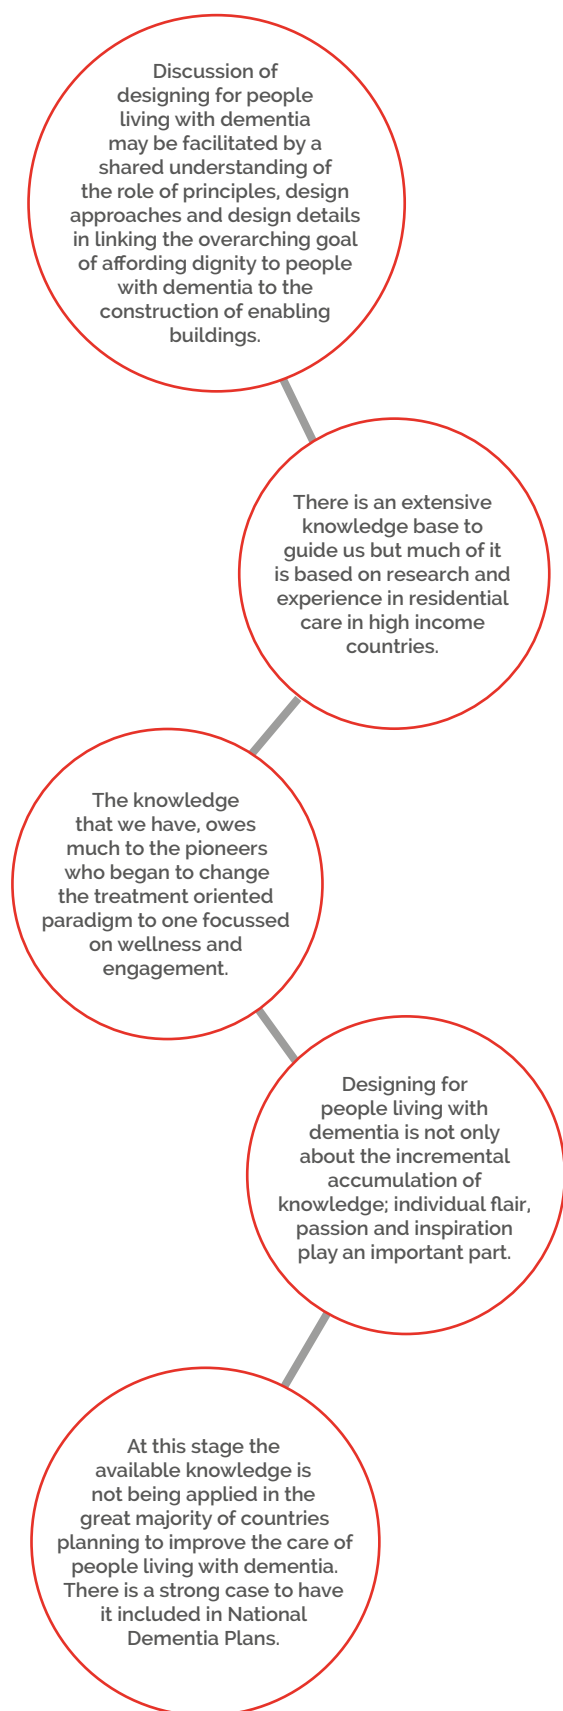 Discussion of
designing for people
living with dementia
may be facilitated by a
shared understanding of
the role of principles, design
approaches and design details
in linking the overarching goal
of affording dignity to people
with dementia to the
construction of enabling
buildings.
There is an extensive
knowledge base to
guide us but much of it
is based on research and
experience in residential
care in high income
countries.
The knowledge
that we have, owes
much to the pioneers
who began to change
the treatment oriented
paradigm to one focussed
on wellness and
engagement.
Designing for
people living with
dementia is not only
about the incremental
accumulation of
knowledge; individual flair,
passion and inspiration
play an important part.
At this stage the
available knowledge is
not being applied in the
great majority of countries
planning to improve the care of
people living with dementia.
There is a strong case to have
it included in National
Dementia Plans.